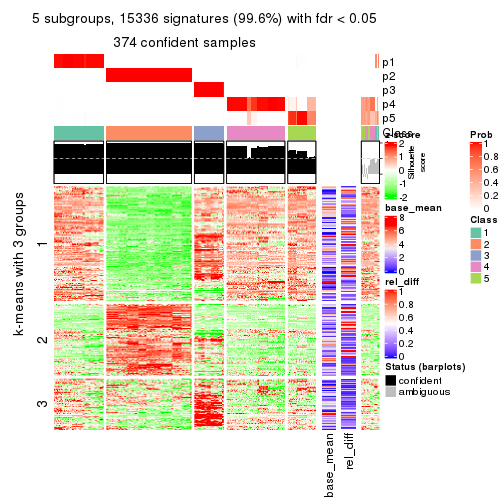 5 subgroups, 15336 signatures (99.6%) with fdr < 0.05
374 confident samples
p1
p2
p3
p4
p5
Class
Silhouette
score
k-means with 3 groups
1
2
3
base_mean
rel_diff
z-score
2
1
0
-1
-2
base_mean
8
6
4
2
0
rel_diff
1
0.8
0.6
0.4
0.2
0
Status (barplots)
confident
ambiguous
Prob
1
0.8
0.6
0.4
0.2
0
Class
1
2
3
4
5